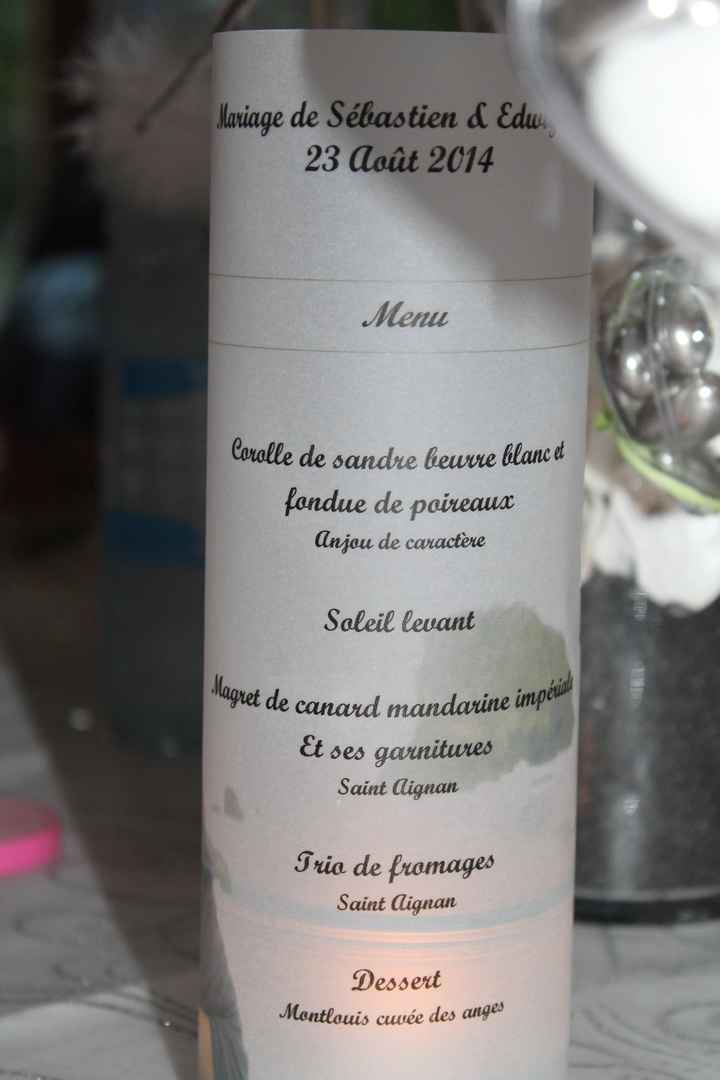 Mariage de Sébastien &
23 Août 2014
Menu
Corolle de sandre beurre blanc et
fondue de poireaux
Anjou de caractère
Soleil levant
Magret de canard mandarine impériale
Et ses garnitures
Saint Aignan
Trio de fromages
Saint Aignan
Dessert
Montlouis cuvée des anges